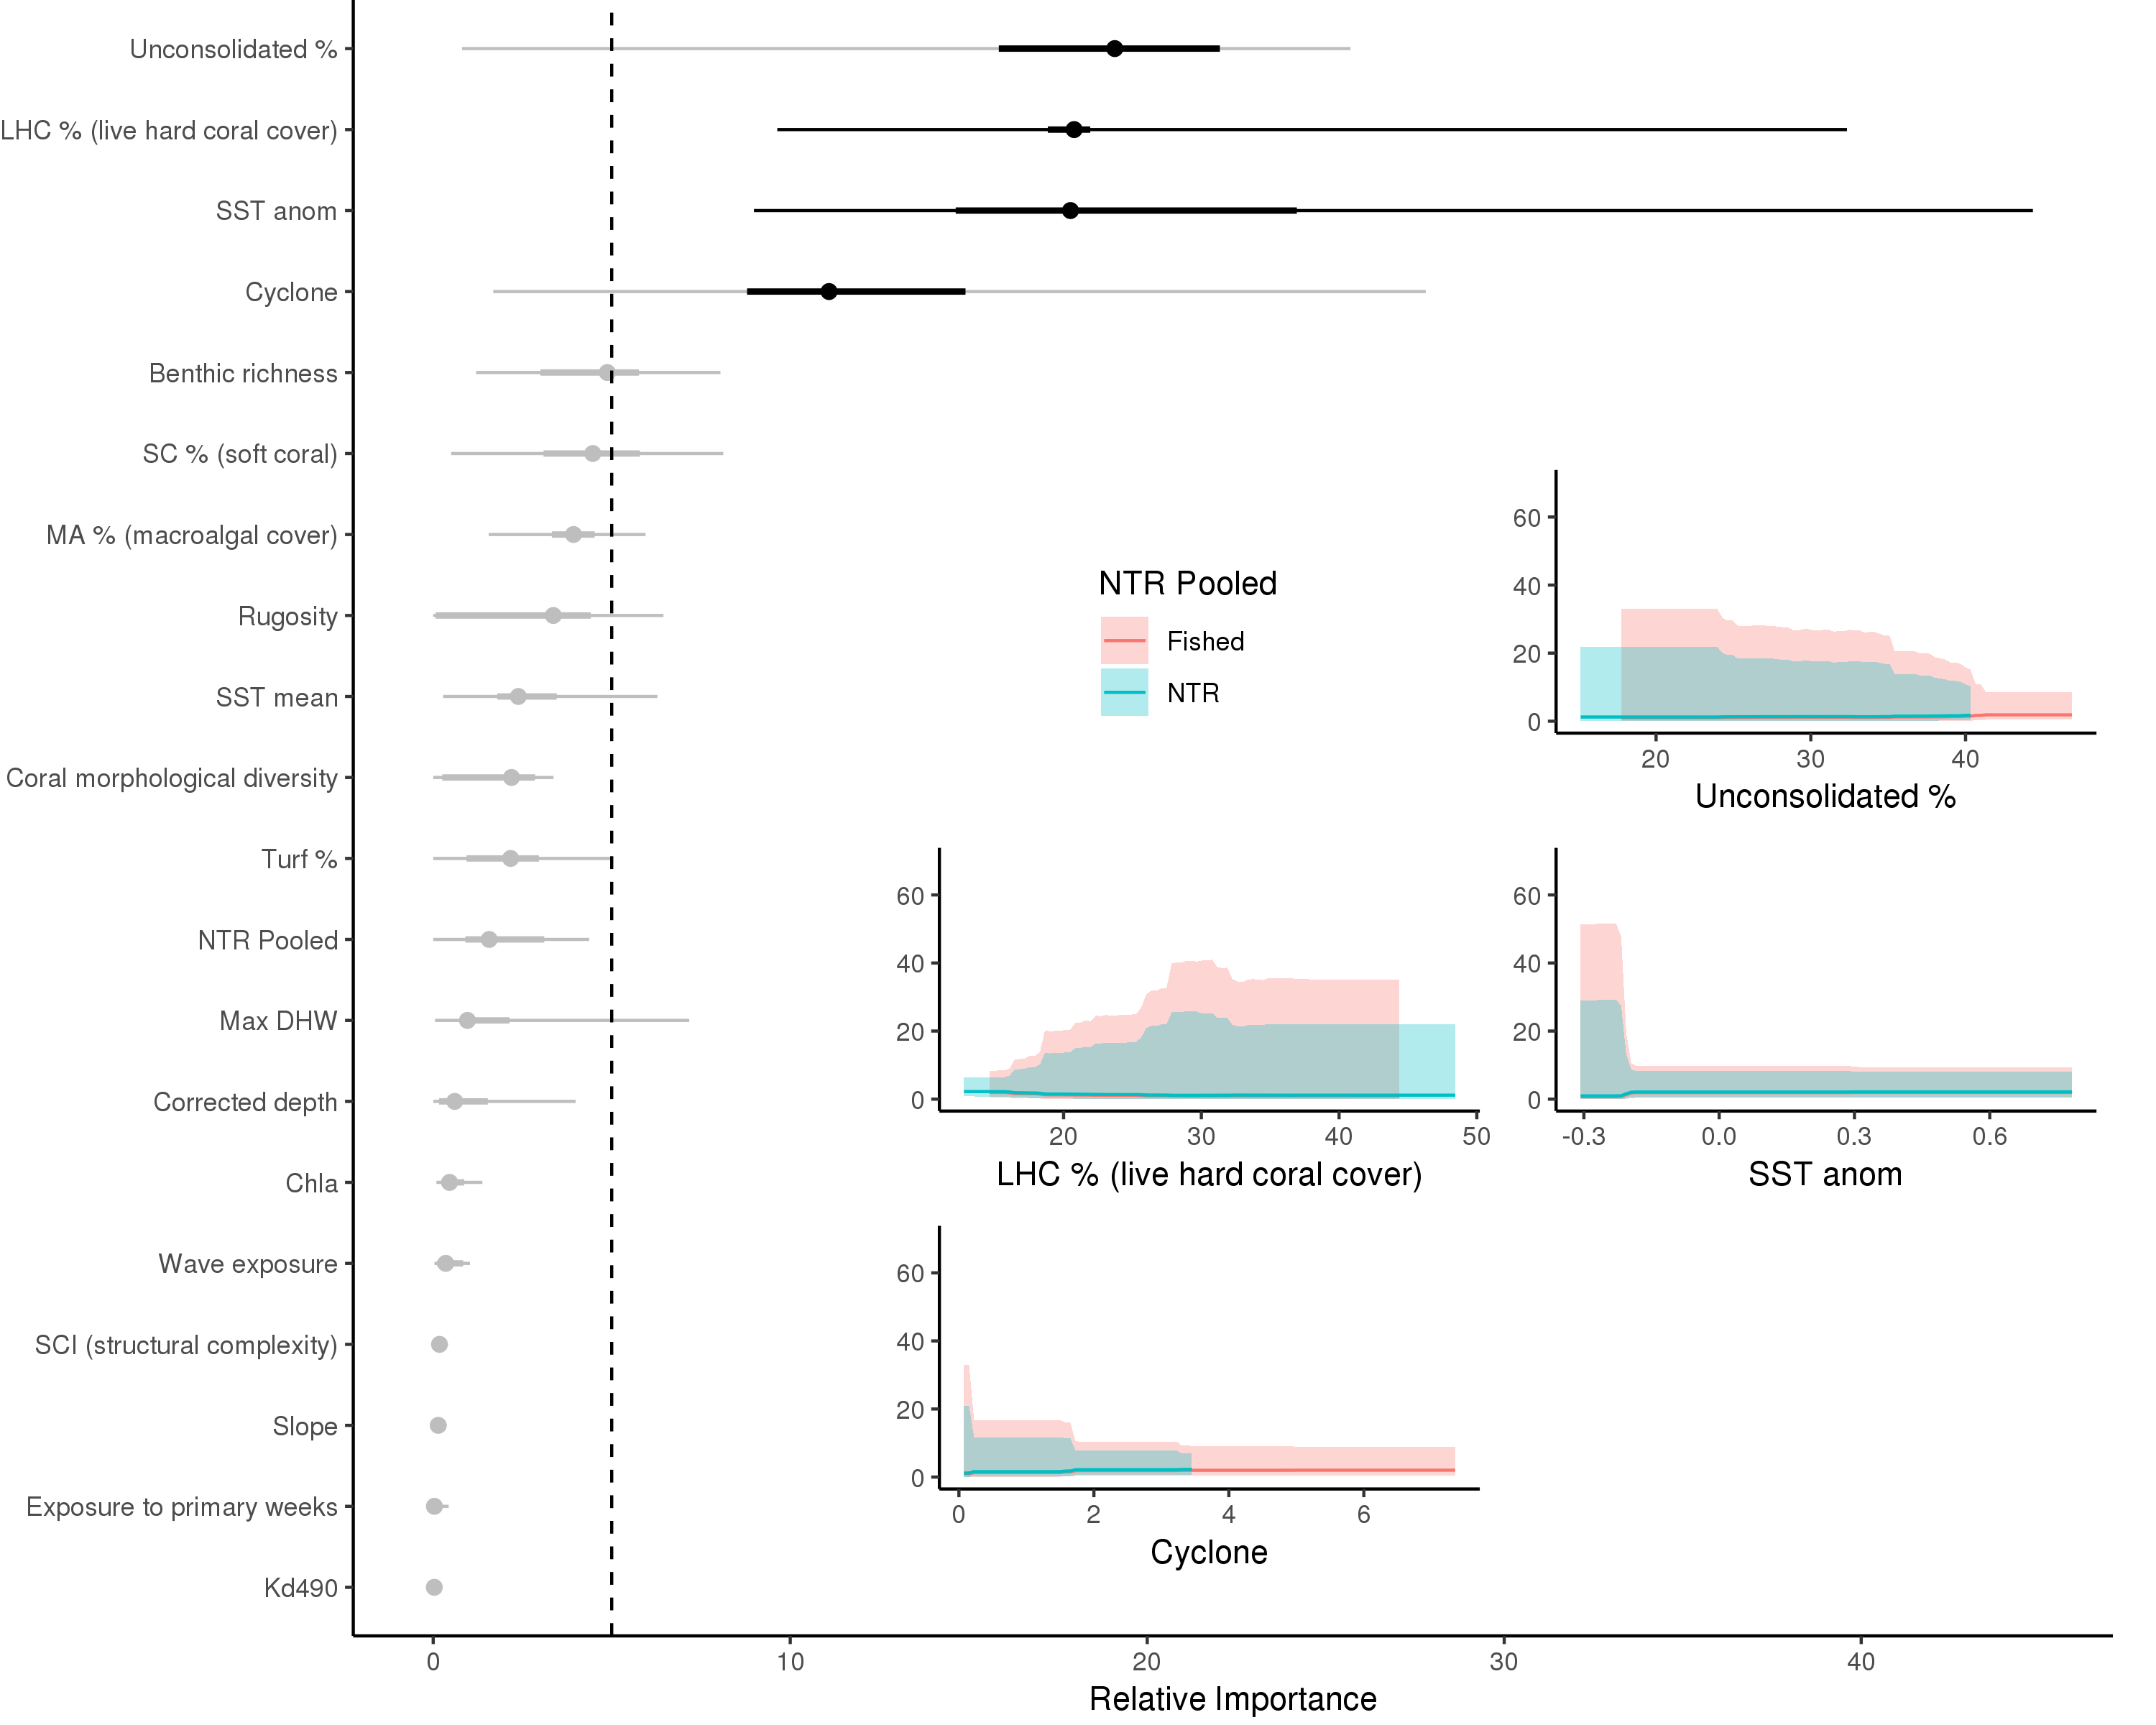 Unconsolidated %
LHC % (live hard coral cover)
SST anom
Cyclone
Benthic richness
SC % (soft coral)
MA % (macroalgal cover)
Rugosity
SST mean
Coral morphological diversity
Turf %
NTR Pooled
Max DHW
Corrected depth
Chla
Wave exposure
SCI (structural complexity)
Slope
Exposure to primary weeks
Kd490
0 10 20 30 40
Relative Importance
NTR Pooled
Fished
NTR
60
40
20
0
20 30 40
Unconsolidated %
60
40
20
0
20 30 40 50
LHC % (live hard coral cover)
60
40
20
0
-0.3 0.0 0.3 0.6
SST anom
60
40
20
0
0 2 4 6
Cyclone